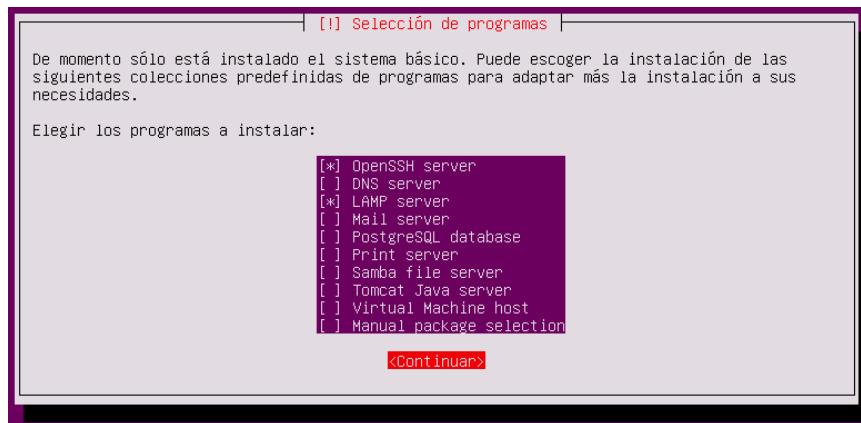 [!] Selección de programas
De momento sólo está instalado el sistema básico. Puede escoger la instalación de las
siguientes colecciones predefinidas de programas para adaptar más la instalación a sus
necesidades.
Elegir los programas a instalar:
[*] OpenSSH server
[ ] DNS server
[*] LAMP server
[ ] Mail server
[ ] PostgreSQL database
[ ] Print server
[ ] Samba file server
[ ] Tomcat Java server
[ ] Virtual Machine host
[ ] Manual package selection
<Continuar>